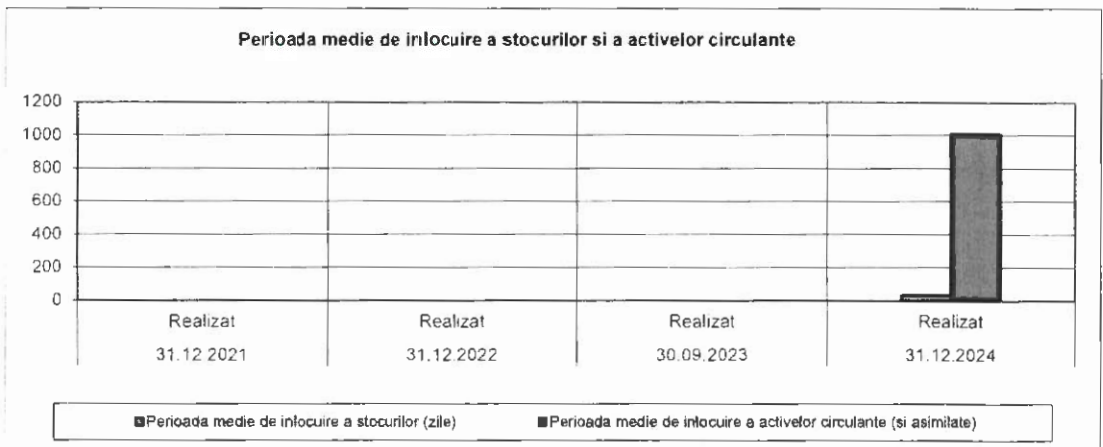 Perioada medie de inlocuire a stocurilor si a activelor circulante
1200
1000
800
600
400
200
0
Realizat Realizat Realizat Realizat
31.12.2021 31.12.2022 30.09.2023 31.12.2024
Perioada medie de inlocuire a stocurilor (zile) Perioada medie de inlocuire a activelor circulante (si asimilate)